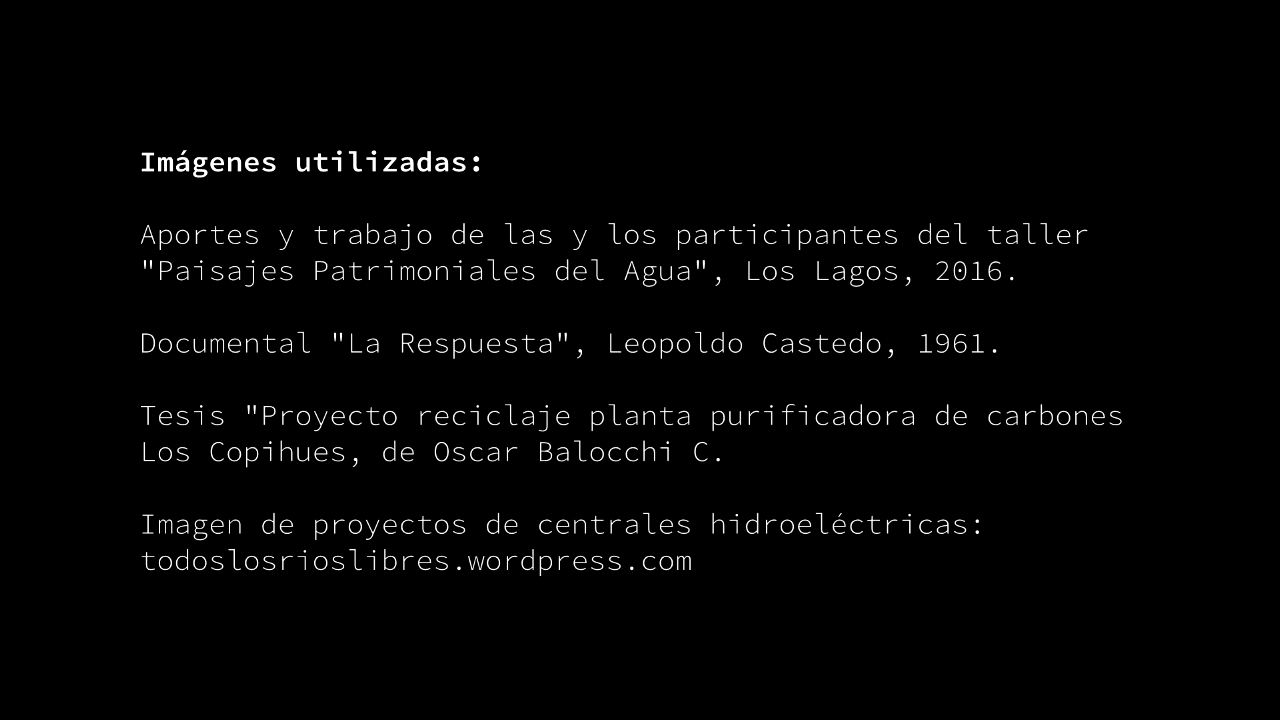 Imágenes utilizadas:
Aportes y trabajo de las y los participantes del taller
"Paisajes Patrimoniales del Agua", Los Lagos, 2016.
Documental "La Respuesta", Leopoldo Castedo, 1961.
Tesis "Proyecto reciclaje planta purificadora de carbones
Los Copihues, de Oscar Balocchi C.
Imagen de proyectos de centrales hidroeléctricas:
todoslosrioslibres.wordpress.com